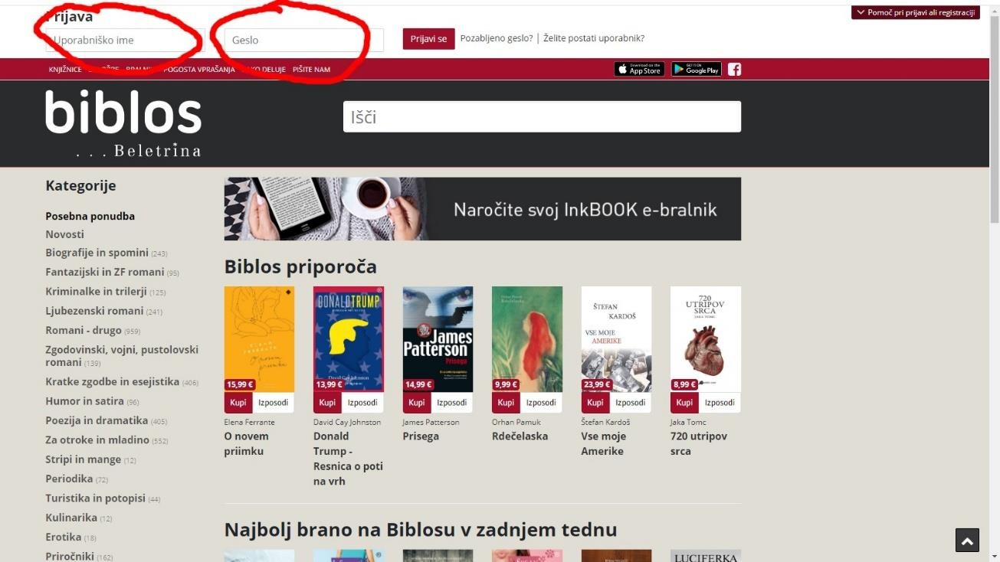 Prijava
Pomoč pri prijavi ali registraciji
Uporabniško ime
Geslo
Prijavi se
Pozabljeno geslo? | Želite postati uporabnik?
KNJIŽNICE
POGOSTA VPRAŠANJA
DELUJE PIŠITE NAM
Download on the
App Store
GET IT ON
Google Play
biblos
. . . Beletrina
Išči
Kategorije
Posebna ponudba
Novosti
Biografije in spomini (243)
Fantazijski in ZF romani (95)
Kriminalke in trilerji (125)
Ljubezenski romani (241)
Romani - drugo (959)
Zgodovinski, vojni, pustolovski
romani (139)
Kratke zgodbe in esejistika (406)
Humor in satira (96)
Poezija in dramatika (405)
Za otroke in mladino (552)
Stripi in mange (12)
Periodika (72)
Turistika in potopisi (44)
Kulinarika (12)
Erotika (18)
Priročniki (162)
Naročite svoj InkBOOK e-bralnik
Biblos priporoča
15,99 €
Kupi Izposodi
Elena Ferrante
O novem
priimku
DONALD TRUMP
David Cay Johnston
13,99 €
Kupi Izposodi
David Cay Johnston
Donald
Trump -
Resnica o poti
na vrh
James
Patterson
Prisega
14,99 €
Kupi Izposodi
James Patterson
Prisega
Orhan Pamuk
Rdečelaska
9,99 €
Kupi Izposodi
Orhan Pamuk
Rdečelaska
ŠTEFAN
KARDOŠ
VSE MOJE
AMERIKE
23,99 €
Kupi Izposodi
Štefan Kardoš
Vse moje
Amerike
720
UTRIPOV
SRCA
JAKA TOMC
8,99 €
Kupi Izposodi
Jaka Tomc
720 utripov
srca
Najbolj brano na Biblosu v zadnjem tednu
LUCIFERKA